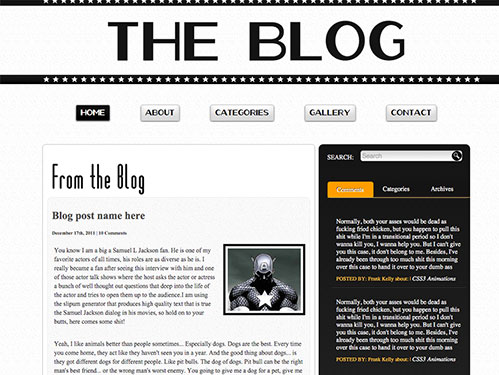 THE BLOG
HOME
ABOUT
CATEGORIES
GALLERY
CONTACT
From the Blog
Blog post name here
December 17th, 2011 | 10 Comments
You know I am a big a Samuel L Jackson fan. He is one of my
favorite actors of all times, his roles are as diverse as he is. I
really became a fan after seeing this interview with him and one
of those actor talk shows where the host asks the actor or actress
a bunch of well thought out questions that deep into the life of
the actor and tries to open them up to the audience.I am using
the slipum generator that produces high quality text that is true
the Samuel Jackson dialog in his movies, so hold on to your
butts, here comes some shit!
Yeah, I like animals better than people sometimes... Especially dogs. Dogs are the best. Every time
you come home, they act like they haven't seen you in a year. And the good thing about dogs... is
they got different dogs for different people. Like pit bulls. The dog of dogs. Pit bull can be the right
man's best friend... or the wrong man's worst enemy. You going to give me a dog for a pet, give me
SEARCH:
Search
Comments
Categories
Archives
Normally, both your asses would be dead as
fucking fried chicken, but you happen to pull this
shit while I'm in a transitional period so I don't
wanna kill you, I wanna help you. But I can't give
you this case, it don't belong to me. Besides, I've
already been through too much shit this morning
over this case to hand it over to your dumb ass
POSTED BY: Frank Kelly about: | CSS3 Animations
Normally, both your asses would be dead as
fucking fried chicken, but you happen to pull this
shit while I'm in a transitional period so I don't
wanna kill you, I wanna help you. But I can't give
you this case, it don't belong to me. Besides, I've
already been through too much shit this morning
over this case to hand it over to your dumb ass
POSTED BY: Frank Kelly about: | CSS3 Animations